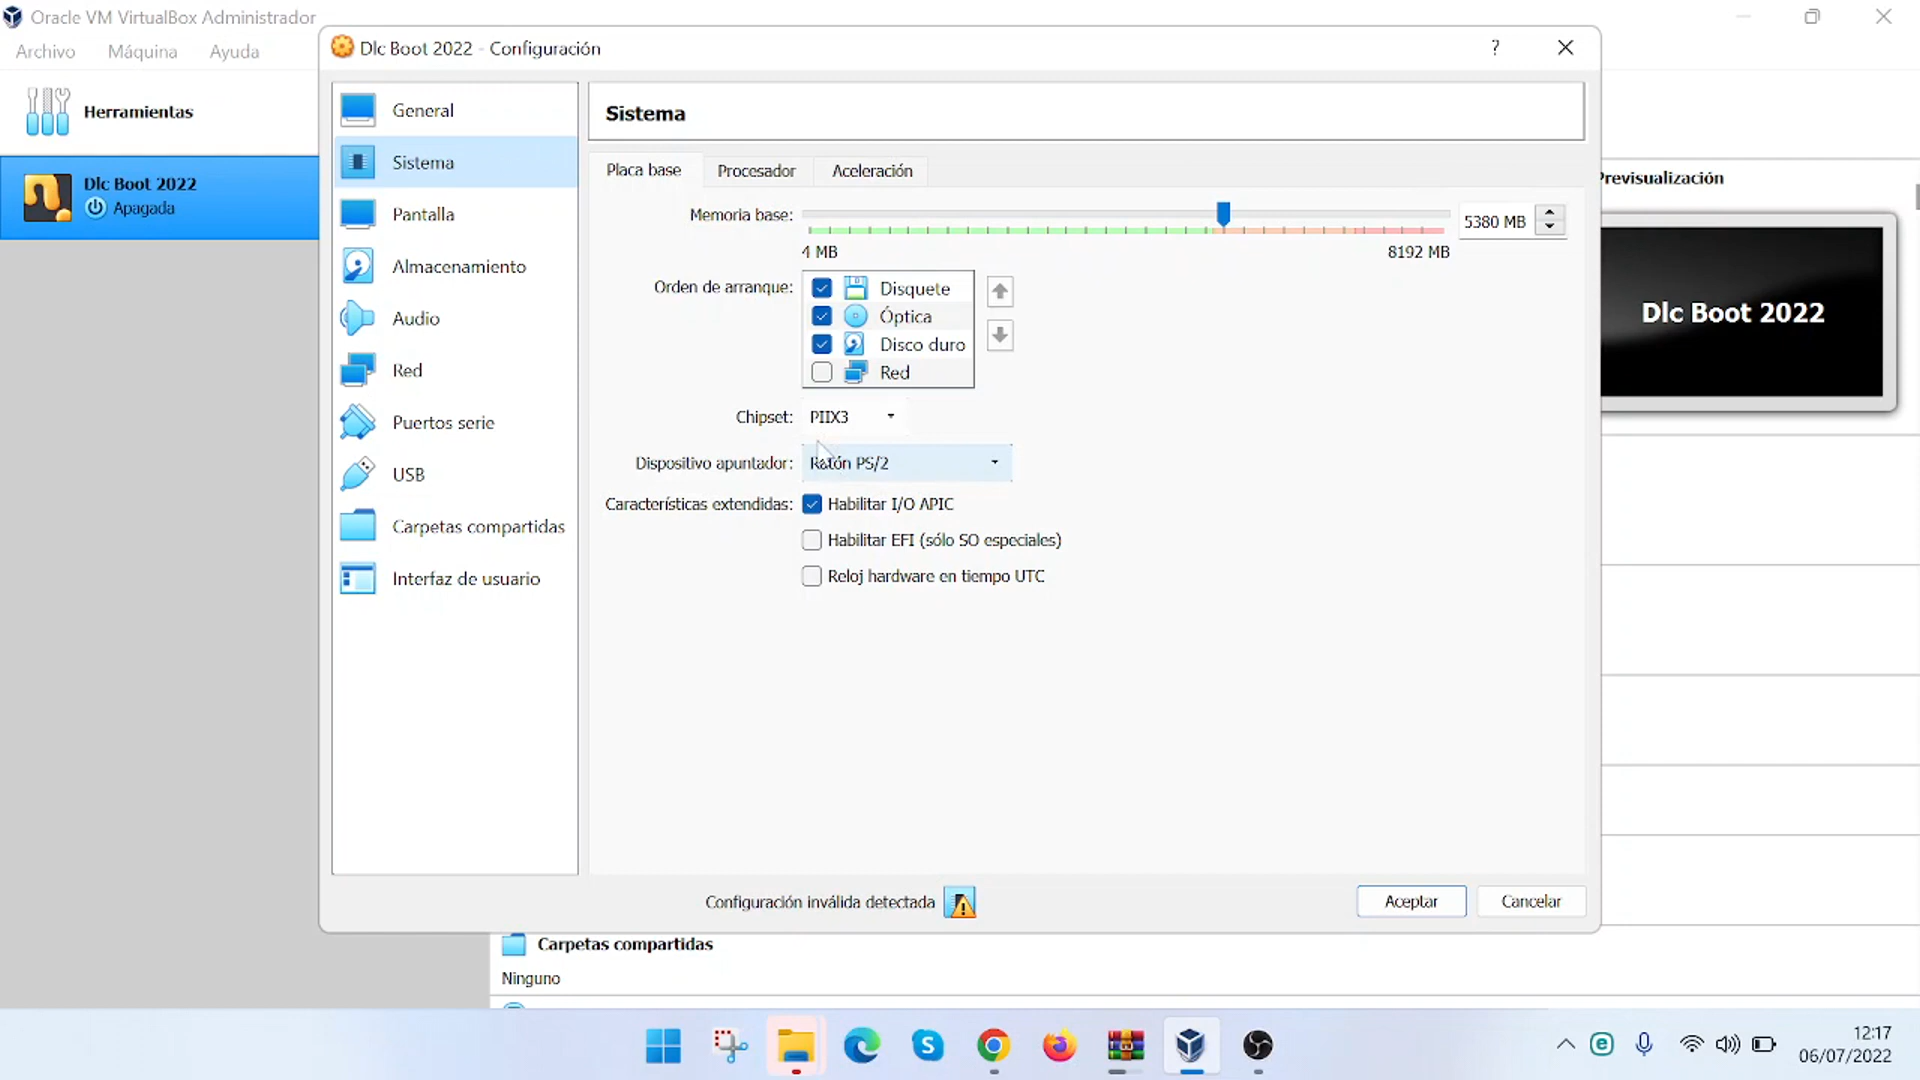 Oracle VM VirtualBox Administrador
Archivo Máquina Ayuda
Herramientas
Dlc Boot 2022
Apagada
Dlc Boot 2022 - Configuración
?
General
Sistema
Pantalla
Almacenamiento
Audio
Red
Puertos serie
USB
Carpetas compartidas
Interfaz de usuario
Sistema
Placa base Procesador Aceleración
Memoria base: 5380 MB
4 MB 8192 MB
Orden de arranque: Disquete
Óptica
Disco duro
Red
Chipset: PIIX3
Dispositivo apuntador: Ratón PS/2
Características extendidas: Habilitar I/O APIC
Habilitar EFI (sólo SO especiales)
Reloj hardware en tiempo UTC
Configuración inválida detectada
Aceptar Cancelar
Previsualización
Dlc Boot 2022
Carpetas compartidas
Ninguno
12:17
06/07/2022